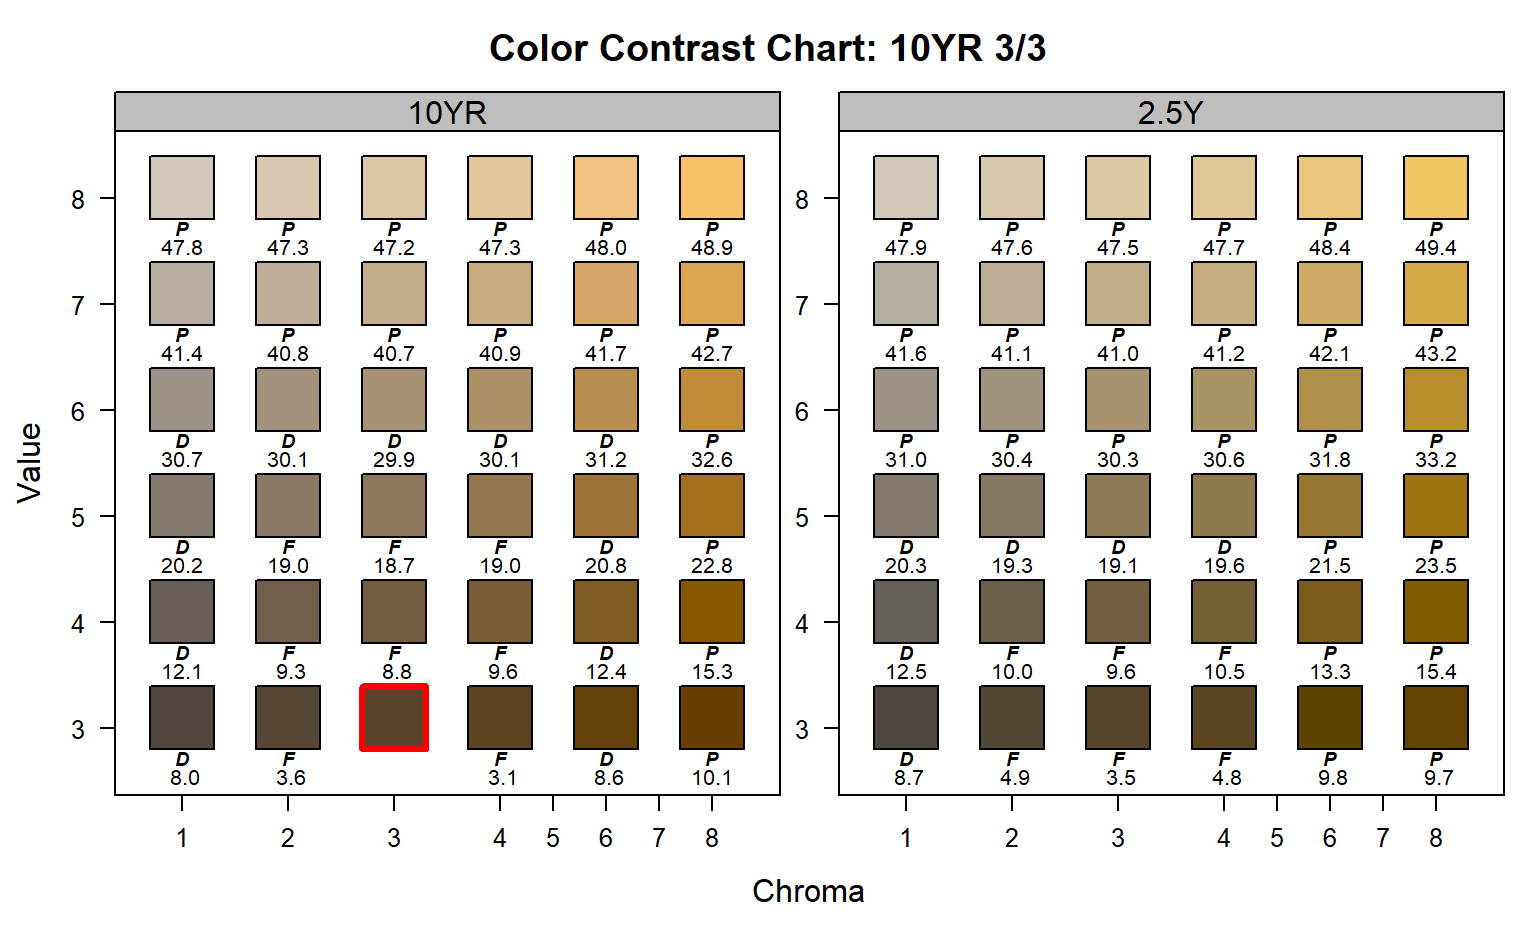 Color Contrast Chart: 10YR 3/3
10YR
2.5Y
Value
8
P P P P P P
47.8 47.3 47.2 47.3 48.0 48.9
7
P P P P P P
41.4 40.8 40.7 40.9 41.7 42.7
6
D D D D D P
30.7 30.1 29.9 30.1 31.2 32.6
5
D F F F D P
20.2 19.0 18.7 19.0 20.8 22.8
4
D F F F D P
12.1 9.3 8.8 9.6 12.4 15.3
3
D F F D P
8.0 3.6 3.1 8.6 10.1
1 2 3 4 5 6 7 8
8
P P P P P P
47.9 47.6 47.5 47.7 48.4 49.4
7
P P P P P P
41.6 41.1 41.0 41.2 42.1 43.2
6
P P P P P P
31.0 30.4 30.3 30.6 31.8 33.2
5
D D D D P P
20.3 19.3 19.1 19.6 21.5 23.5
4
D F F F P P
12.5 10.0 9.6 10.5 13.3 15.4
3
D F F F P P
8.7 4.9 3.5 4.8 9.8 9.7
1 2 3 4 5 6 7 8
Chroma